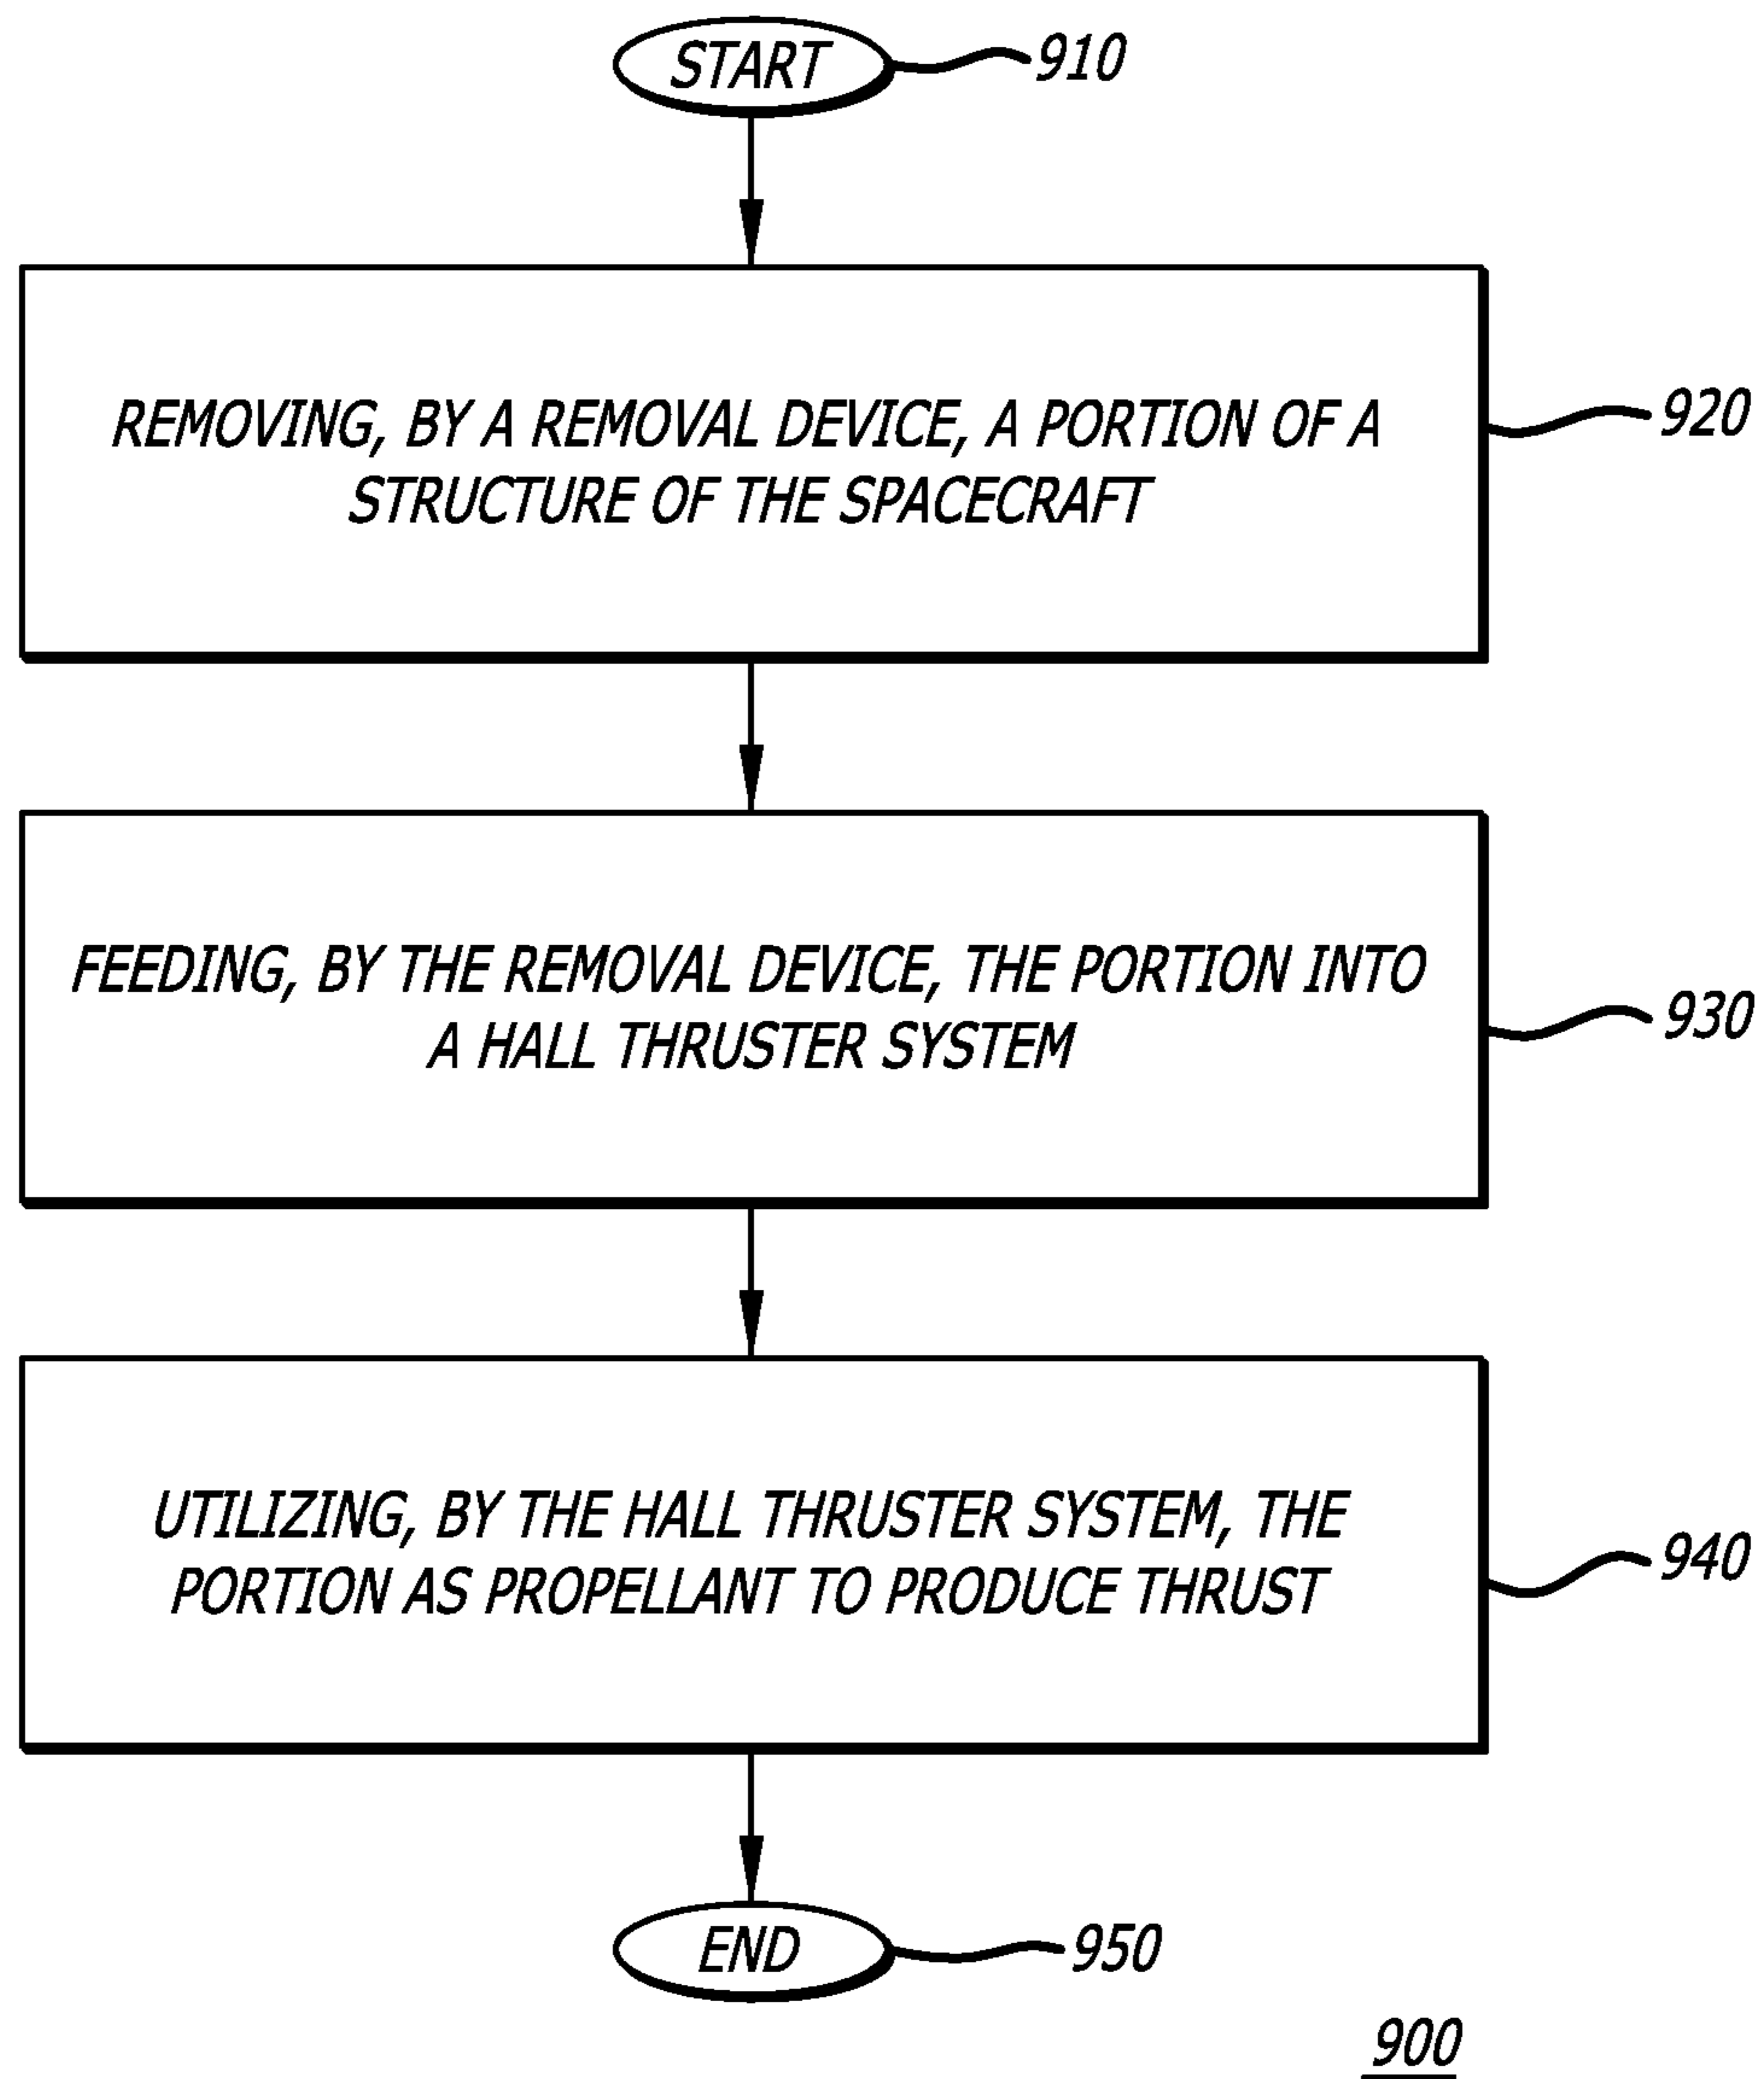 START
910
REMOVING, BY A REMOVAL DEVICE, A PORTION OF A
STRUCTURE OF THE SPACECRAFT
920
FEEDING, BY THE REMOVAL DEVICE, THE PORTION INTO
A HALL THRUSTER SYSTEM
930
UTILIZING, BY THE HALL THRUSTER SYSTEM, THE
PORTION AS PROPELLANT TO PRODUCE THRUST
940
END
950
900